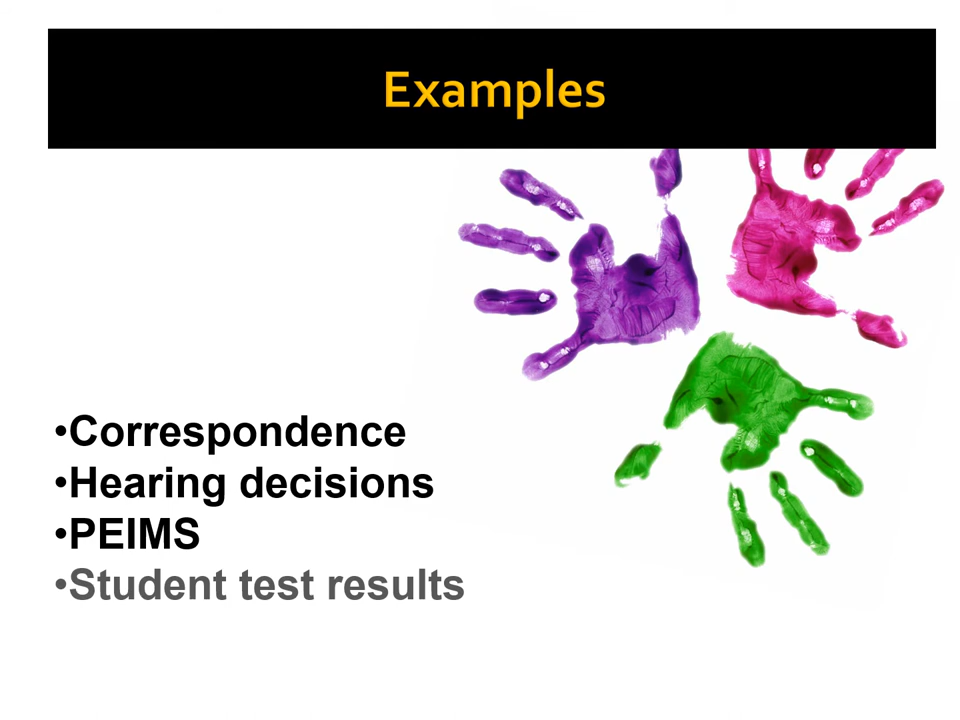 Examples
•Correspondence
•Hearing decisions
•PEIMS
•Student test results